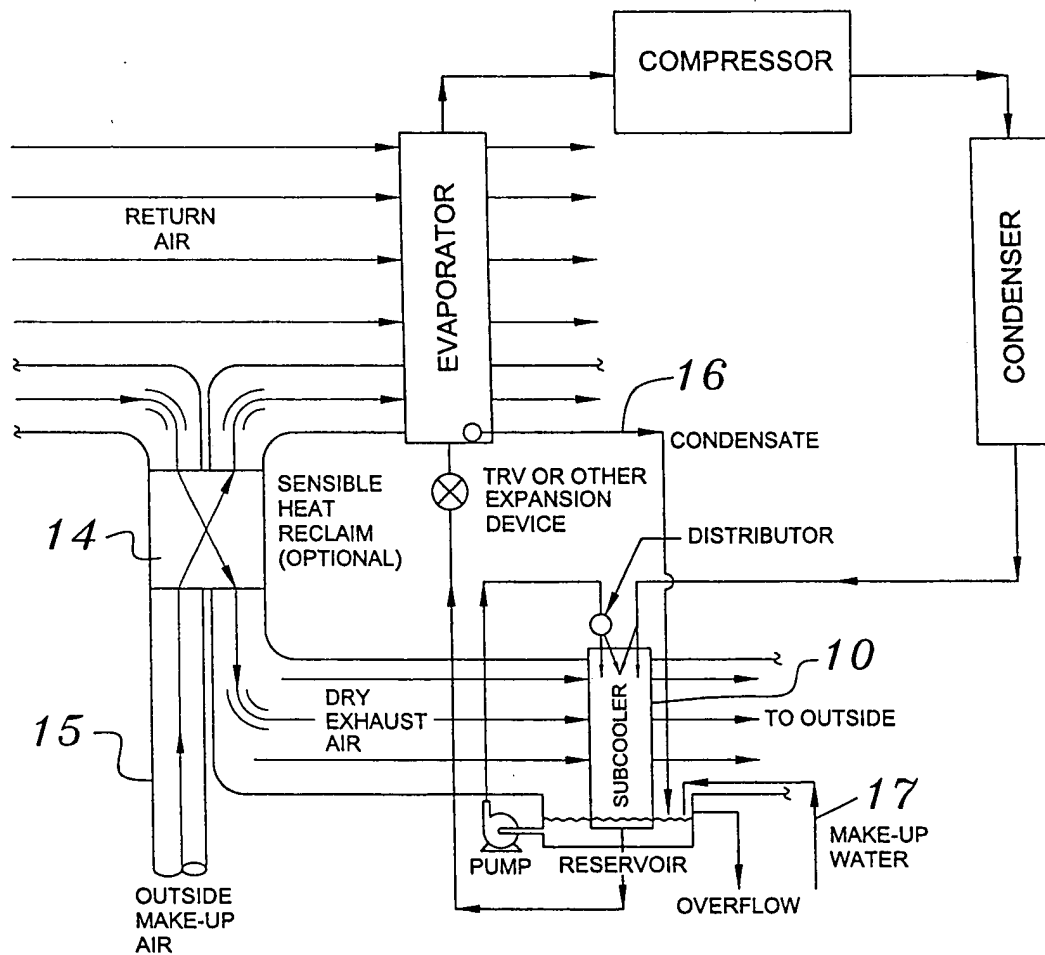 COMPRESSOR
EVAPORATOR
CONDENSER
RETURN
AIR
16
CONDENSATE
TRV OR OTHER
EXPANSION
DEVICE
SENSIBLE
HEAT
RECLAIM
(OPTIONAL)
14
DISTRIBUTOR
10
SUBCOOLER
DRY
EXHAUST
AIR
TO OUTSIDE
15
17
MAKE-UP
WATER
PUMP
RESERVOIR
OVERFLOW
OUTSIDE
MAKE-UP
AIR